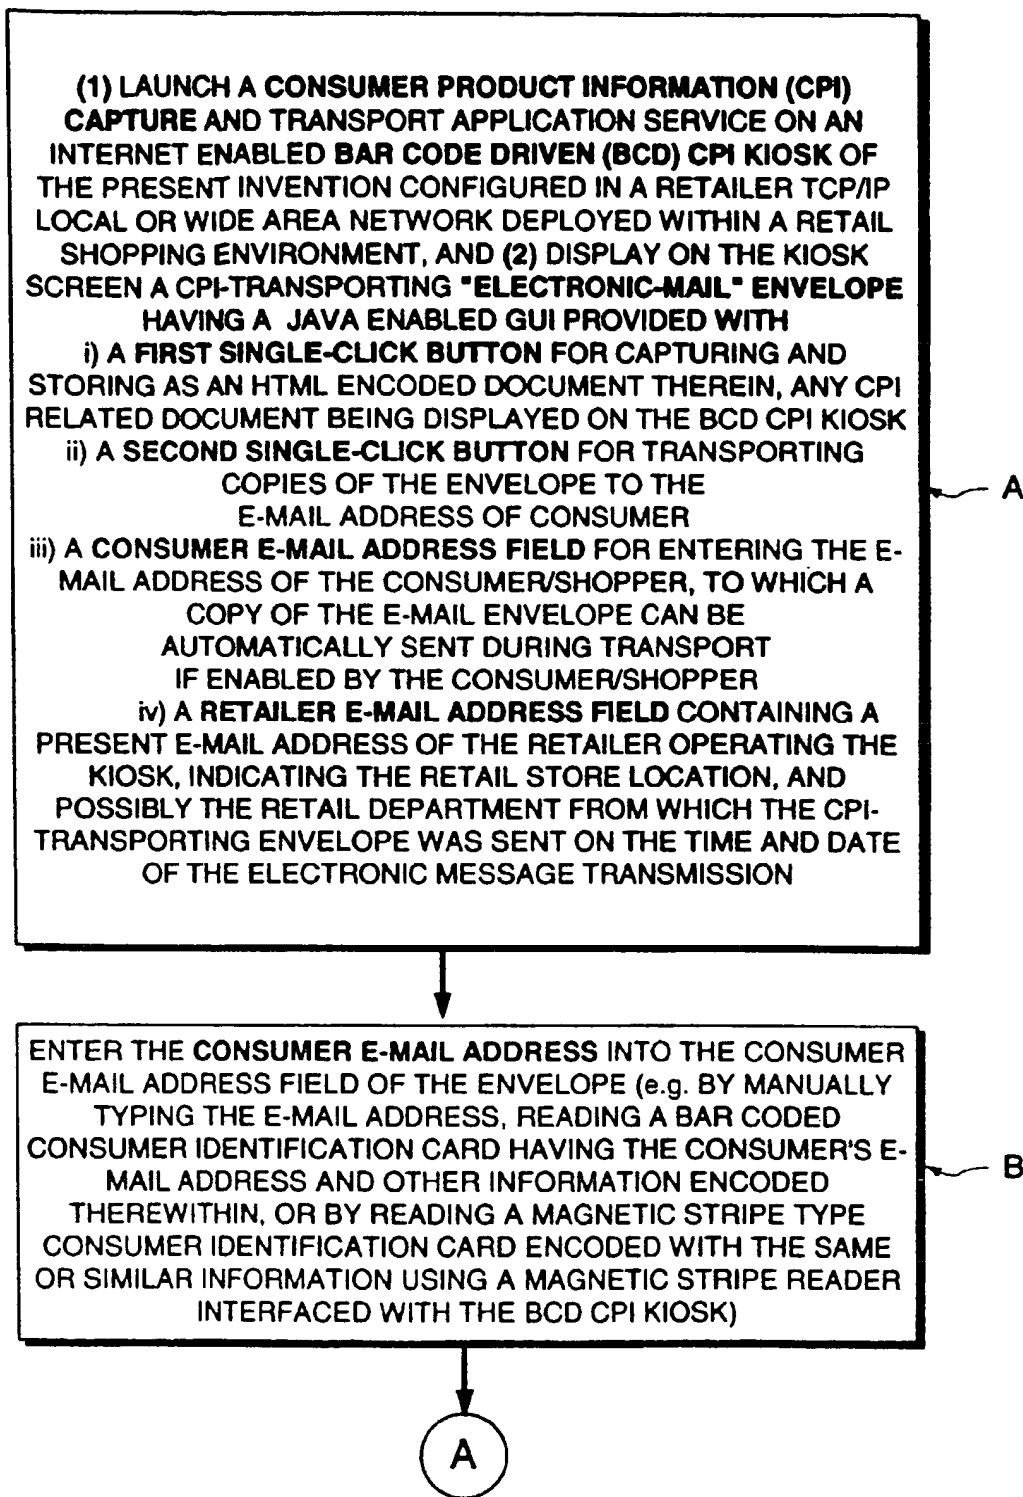 (1) LAUNCH A CONSUMER PRODUCT INFORMATION (CPI)
CAPTURE AND TRANSPORT APPLICATION SERVICE ON AN
INTERNET ENABLED BAR CODE DRIVEN (BCD) CPI KIOSK OF
THE PRESENT INVENTION CONFIGURED IN A RETAILER TCP/IP
LOCAL OR WIDE AREA NETWORK DEPLOYED WITHIN A RETAIL
SHOPPING ENVIRONMENT, AND (2) DISPLAY ON THE KIOSK
SCREEN A CPI-TRANSPORTING "ELECTRONIC-MAIL" ENVELOPE
HAVING A JAVA ENABLED GUI PROVIDED WITH
i) A FIRST SINGLE-CLICK BUTTON FOR CAPTURING AND
STORING AS AN HTML ENCODED DOCUMENT THEREIN, ANY CPI
RELATED DOCUMENT BEING DISPLAYED ON THE BCD CPI KIOSK
ii) A SECOND SINGLE-CLICK BUTTON FOR TRANSPORTING
COPIES OF THE ENVELOPE TO THE
E-MAIL ADDRESS OF CONSUMER
iii) A CONSUMER E-MAIL ADDRESS FIELD FOR ENTERING THE E-
MAIL ADDRESS OF THE CONSUMER/SHOPPER, TO WHICH A
COPY OF THE E-MAIL ENVELOPE CAN BE
AUTOMATICALLY SENT DURING TRANSPORT
IF ENABLED BY THE CONSUMER/SHOPPER
iv) A RETAILER E-MAIL ADDRESS FIELD CONTAINING A
PRESENT E-MAIL ADDRESS OF THE RETAILER OPERATING THE
KIOSK, INDICATING THE RETAIL STORE LOCATION, AND
POSSIBLY THE RETAIL DEPARTMENT FROM WHICH THE CPI-
TRANSPORTING ENVELOPE WAS SENT ON THE TIME AND DATE
OF THE ELECTRONIC MESSAGE TRANSMISSION
A
ENTER THE CONSUMER E-MAIL ADDRESS INTO THE CONSUMER
E-MAIL ADDRESS FIELD OF THE ENVELOPE (e.g. BY MANUALLY
TYPING THE E-MAIL ADDRESS, READING A BAR CODED
CONSUMER IDENTIFICATION CARD HAVING THE CONSUMER'S E-
MAIL ADDRESS AND OTHER INFORMATION ENCODED
THEREWITHIN, OR BY READING A MAGNETIC STRIPE TYPE
CONSUMER IDENTIFICATION CARD ENCODED WITH THE SAME
OR SIMILAR INFORMATION USING A MAGNETIC STRIPE READER
INTERFACED WITH THE BCD CPI KIOSK)
B
A